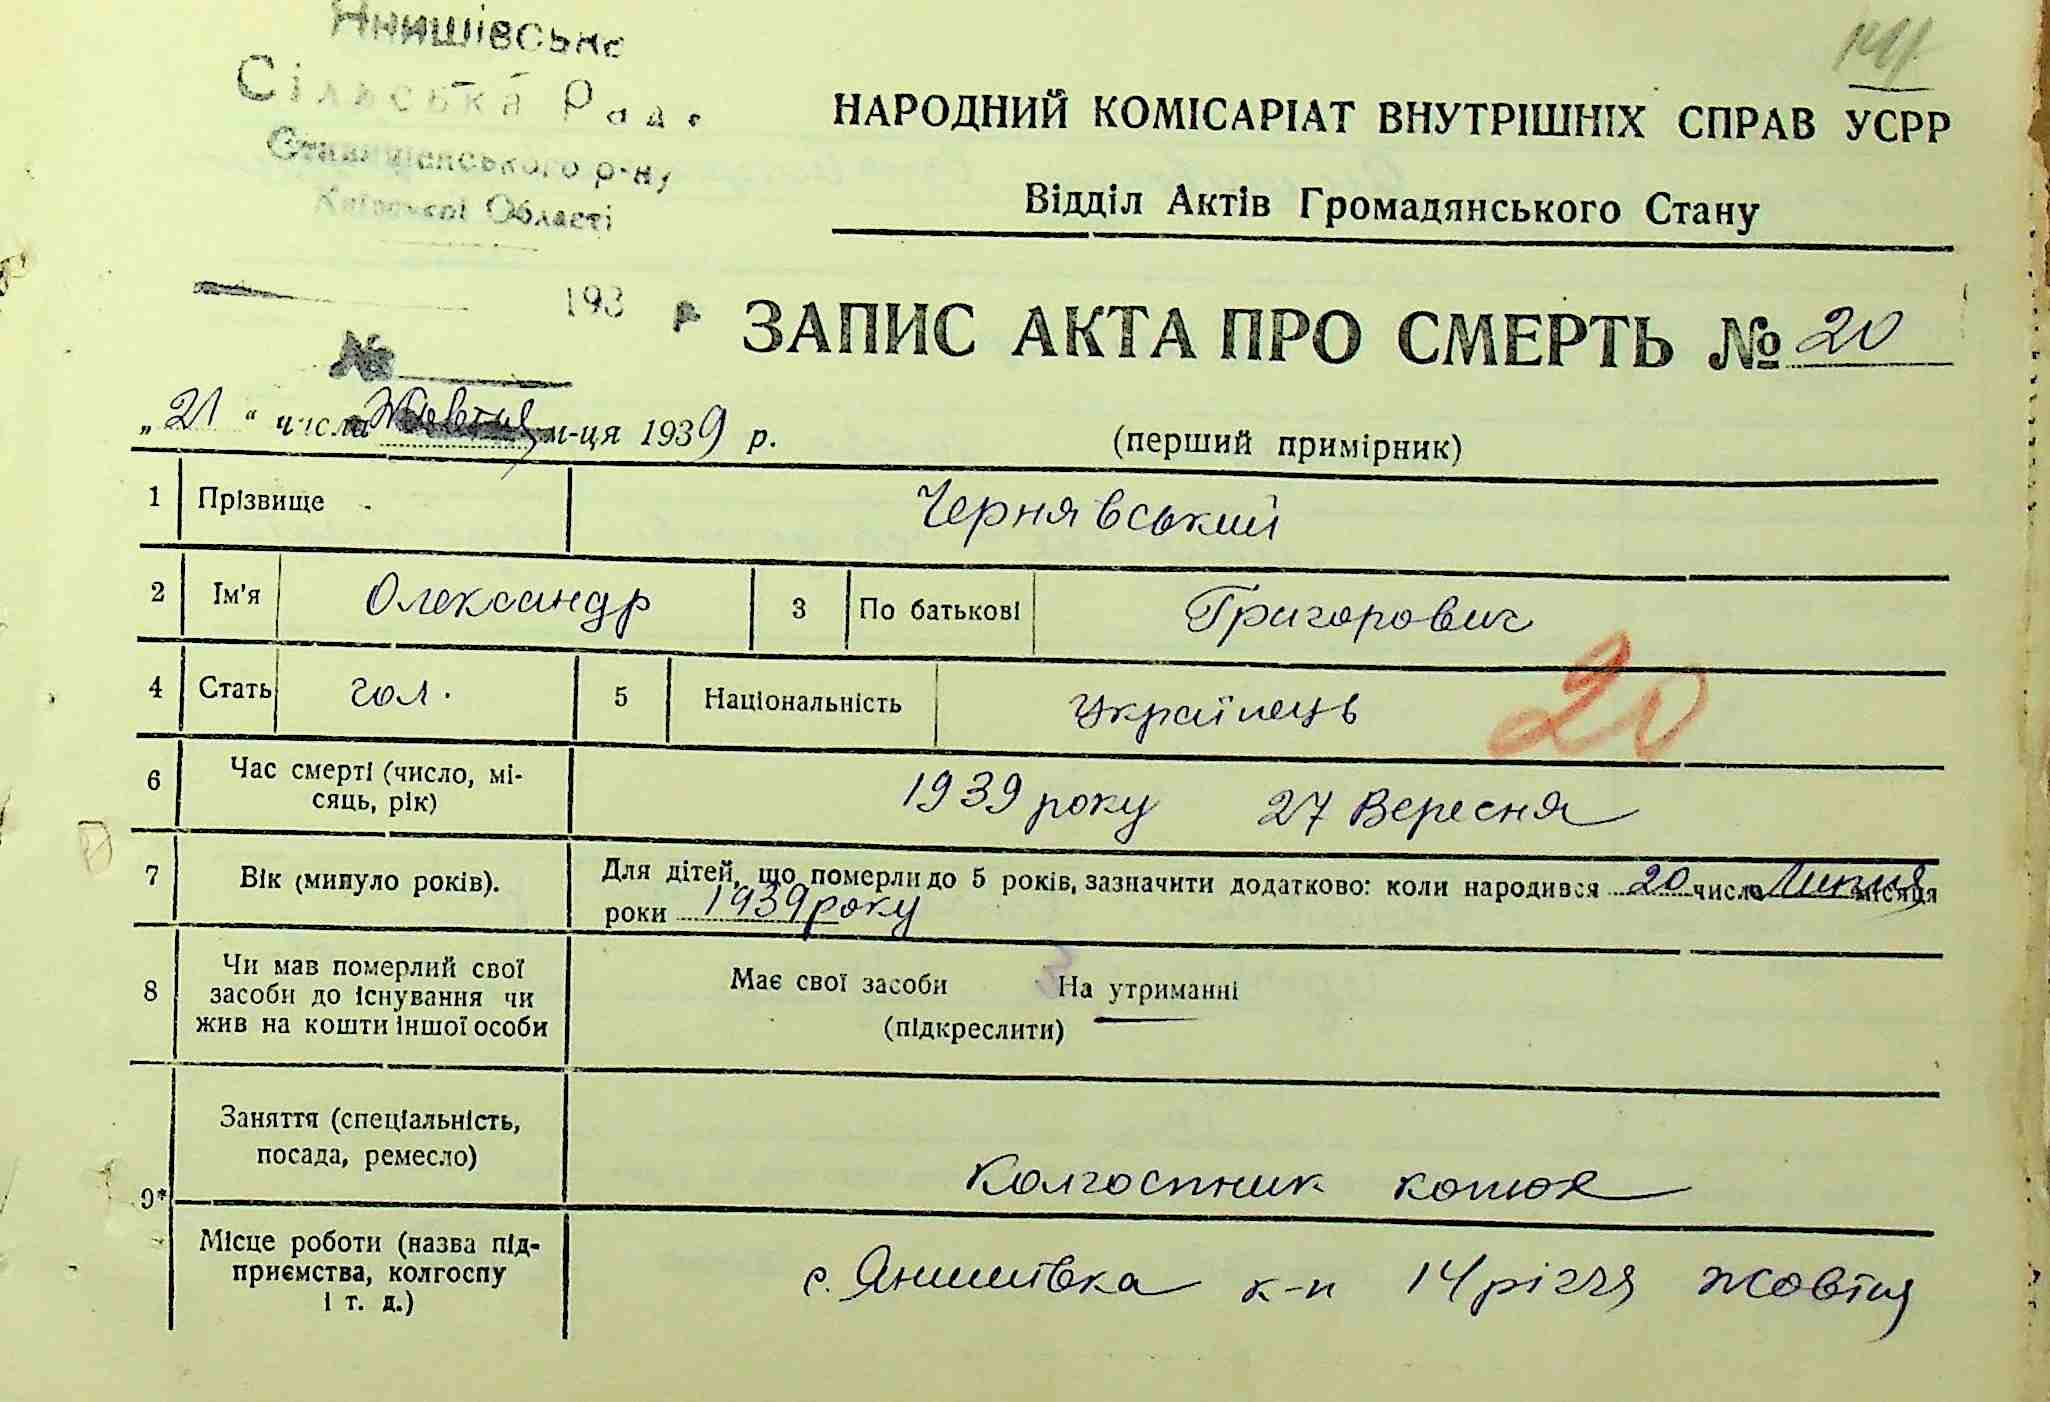 Янишівська
Сільська Рада
Ставищенського р-ну
Київської Області
193 р
№
НАРОДНИЙ КОМІСАРІАТ ВНУТРІШНІХ СПРАВ УСРР
Відділ Актів Громадянського Стану
ЗАПИС АКТА ПРО СМЕРТЬ № 20
„21“ числа Жовтня м-ця 1939 р.
(перший примірник)
1 Прізвище Чернявський
2 Ім'я Олександр 3 По батькові Григорович
4 Стать чол. 5 Національність Українець
20
6 Час смерті (число, мі-
сяць, рік) 1939 року 27 Вересня
7 Вік (минуло років). Для дітей, що померли до 5 років, зазначити додатково: коли народився 20 число Липня місяця
роки 1939 року
8 Чи мав померлий свої
засоби до існування чи
жив на кошти іншої особи
Має свої засоби На утриманні
(підкреслити)
9* Заняття (спеціальність,
посада, ремесло)
Колгоспник
Місце роботи (назва під-
приємства, колгоспу
і т. д.)
с. Янишівка к-п 14 річчя жовтня